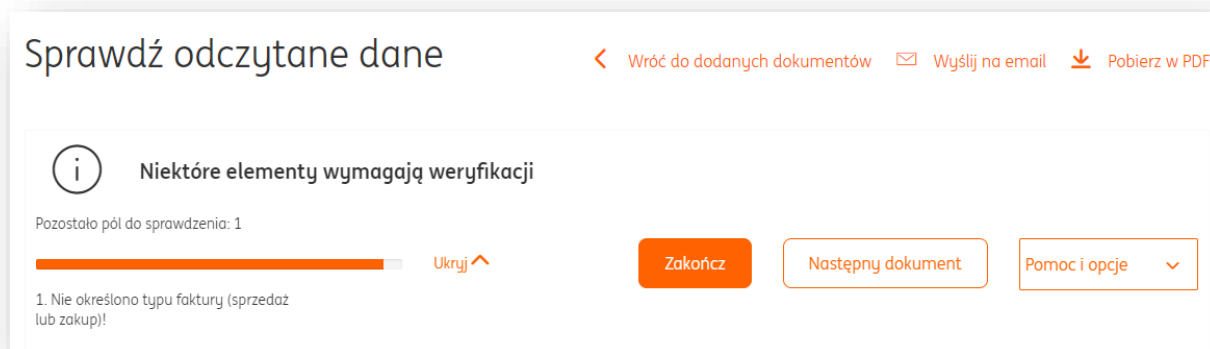 Sprawdź odczytane dane
Wróć do dodanych dokumentów
Wyślij na email
Pobierz w PDF
i
Niektóre elementy wymagają weryfikacji
Pozostało pól do sprawdzenia: 1
Ukryj
Zakończ
Następny dokument
Pomoc i opcje
1. Nie określono typu faktury (sprzedaż
lub zakup)!